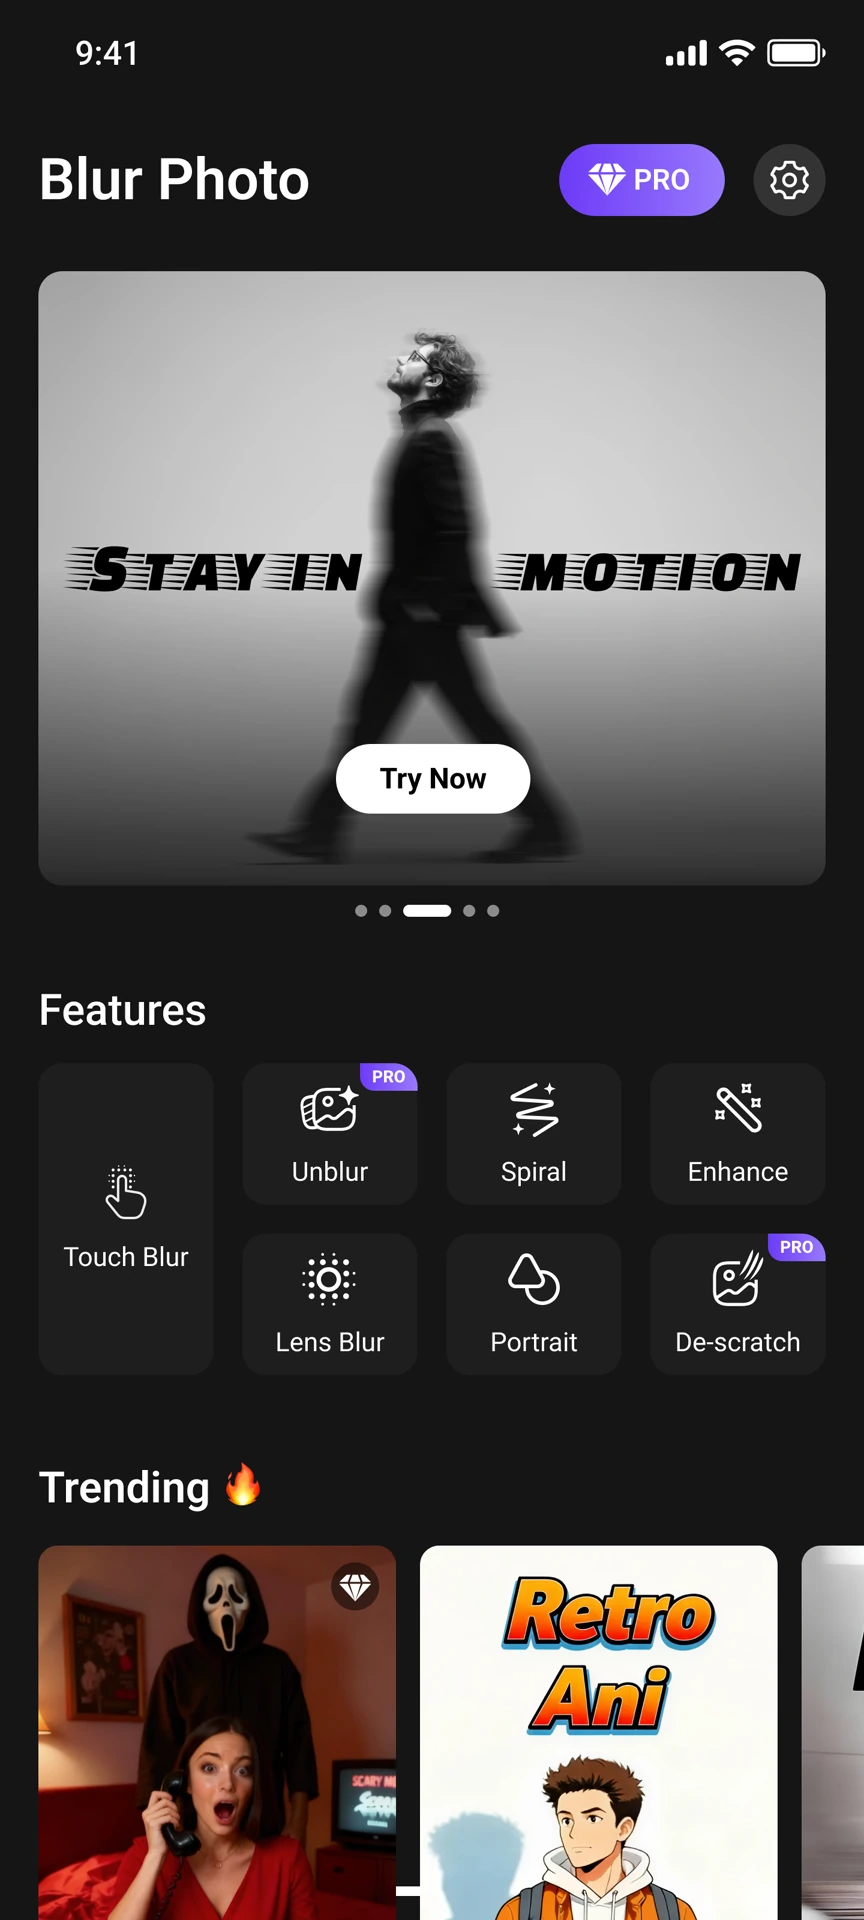 9:41
Blur Photo
PRO
STAY IN MOTION
Try Now
Features
PRO
Unblur
Spiral
Enhance
Touch Blur
PRO
Lens Blur
Portrait
De-scratch
Trending 🔥
Retro
Ani
SCARY